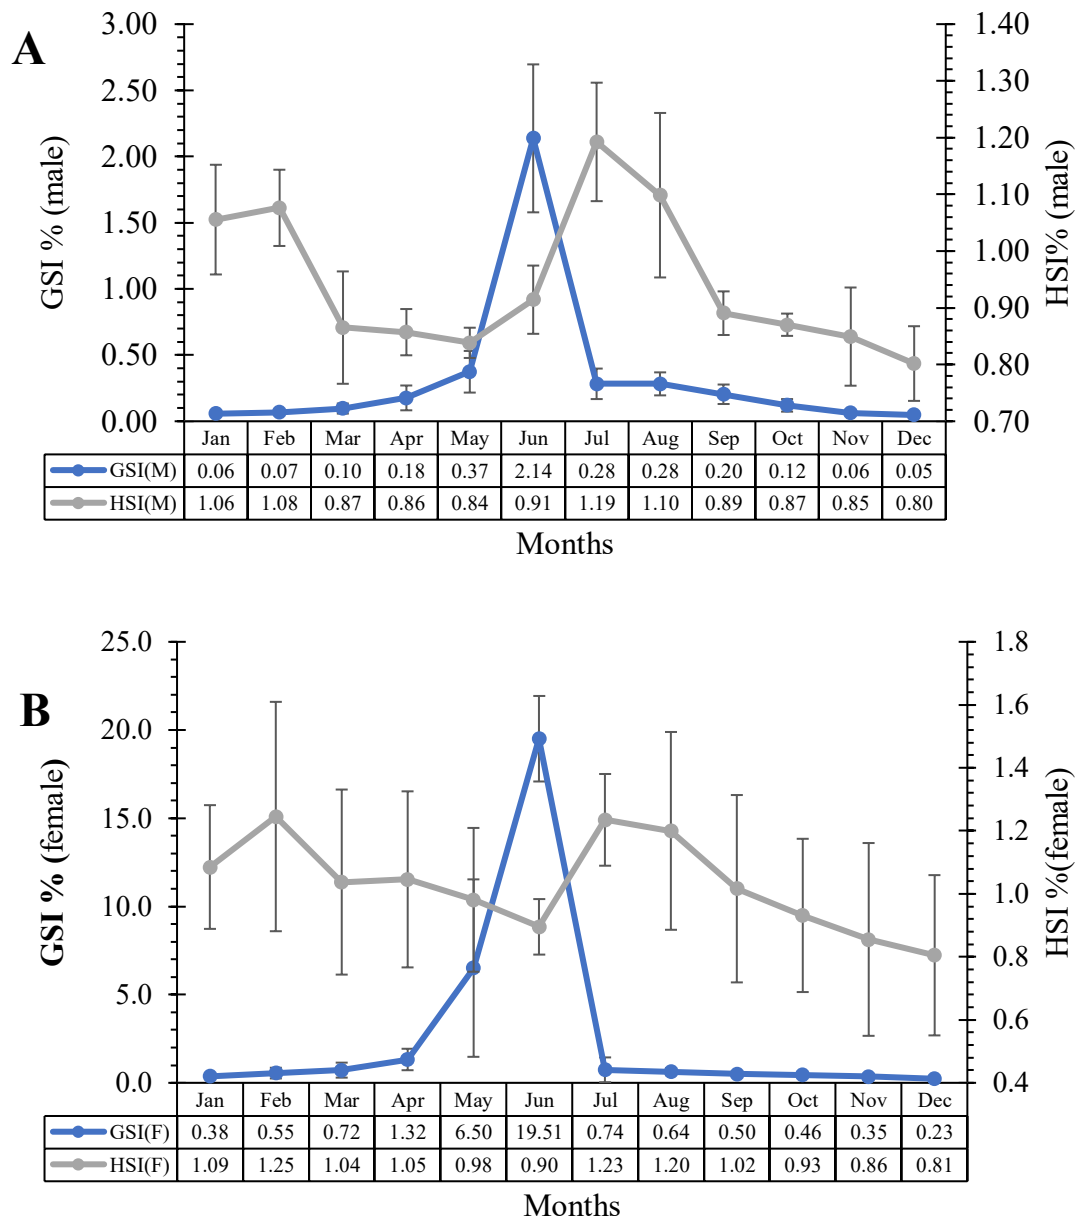 A
GSI % (male)
3.00
2.50
2.00
1.50
1.00
0.50
0.00
1.40
1.30
1.20
1.10
1.00
0.90
0.80
0.70
HSI% (male)
Jan Feb Mar Apr May Jun Jul Aug Sep Oct Nov Dec
GSI(M) 0.06 0.07 0.10 0.18 0.37 2.14 0.28 0.28 0.20 0.12 0.06 0.05
HSI(M) 1.06 1.08 0.87 0.86 0.84 0.91 1.19 1.10 0.89 0.87 0.85 0.80
Months
B
GSI % (female)
25.0
20.0
15.0
10.0
5.0
0.0
1.8
1.6
1.4
1.2
1.0
0.8
0.6
0.4
HSI %(female)
Jan Feb Mar Apr May Jun Jul Aug Sep Oct Nov Dec
GSI(F) 0.38 0.55 0.72 1.32 6.50 19.51 0.74 0.64 0.50 0.46 0.35 0.23
HSI(F) 1.09 1.25 1.04 1.05 0.98 0.90 1.23 1.20 1.02 0.93 0.86 0.81
Months